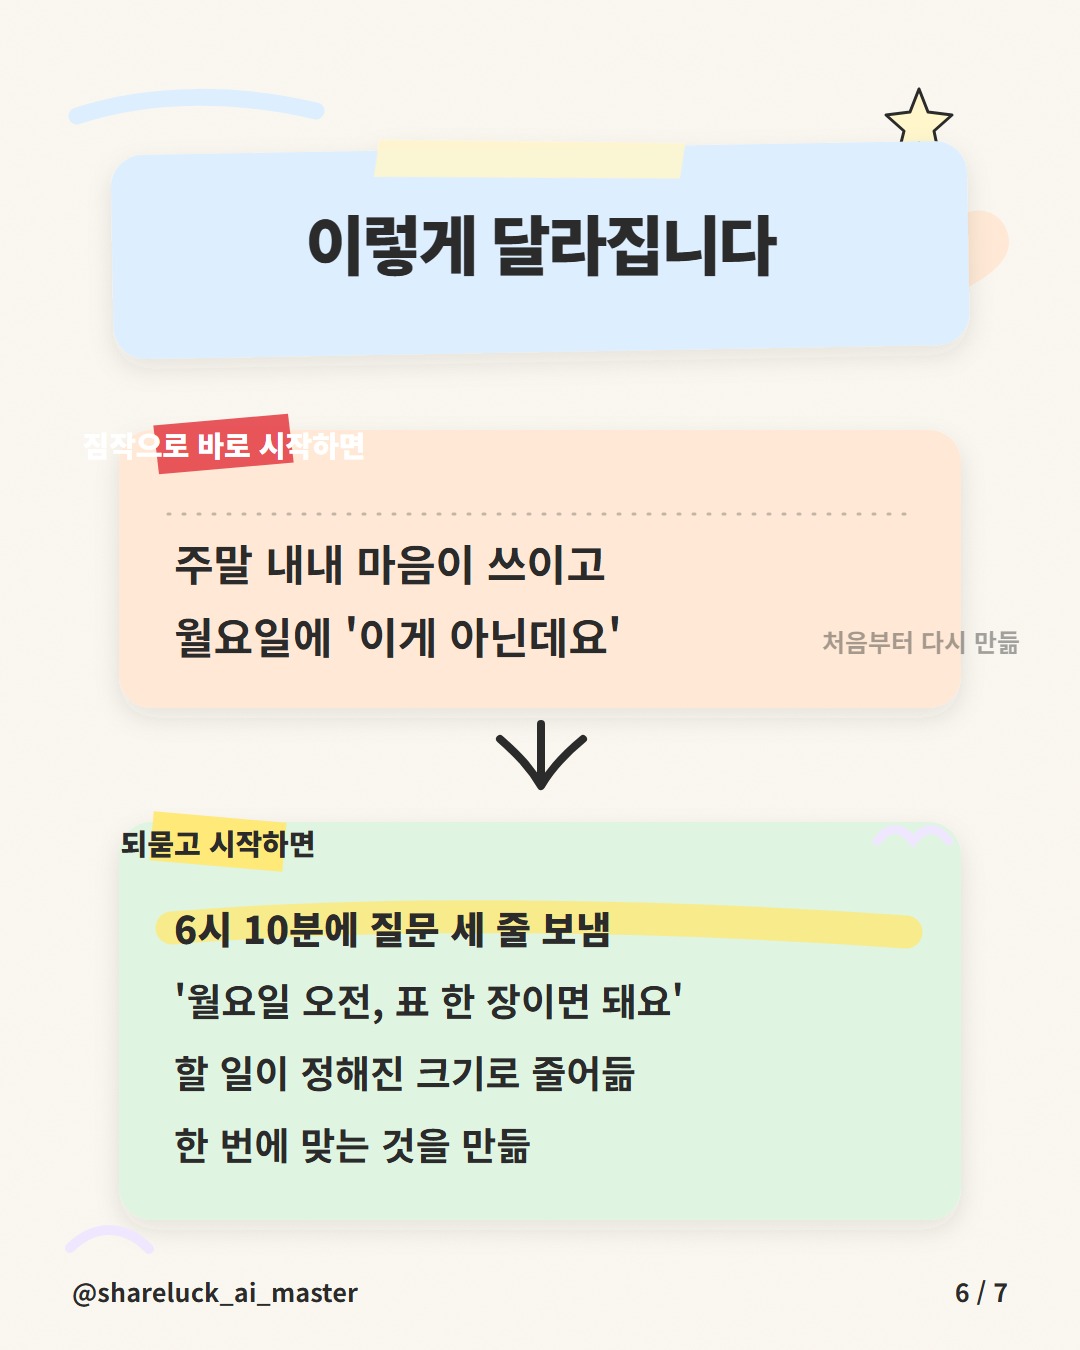 이렇게 달라집니다
짐작으로 바로 시작하면
주말 내내 마음이 쓰이고
월요일에 '이게 아닌데요'
처음부터 다시 만듦
되묻고 시작하면
6시 10분에 질문 세 줄 보냄
'월요일 오전, 표 한 장이면 돼요'
할 일이 정해진 크기로 줄어듦
한 번에 맞는 것을 만듦
@shareluck_ai_master
6 / 7